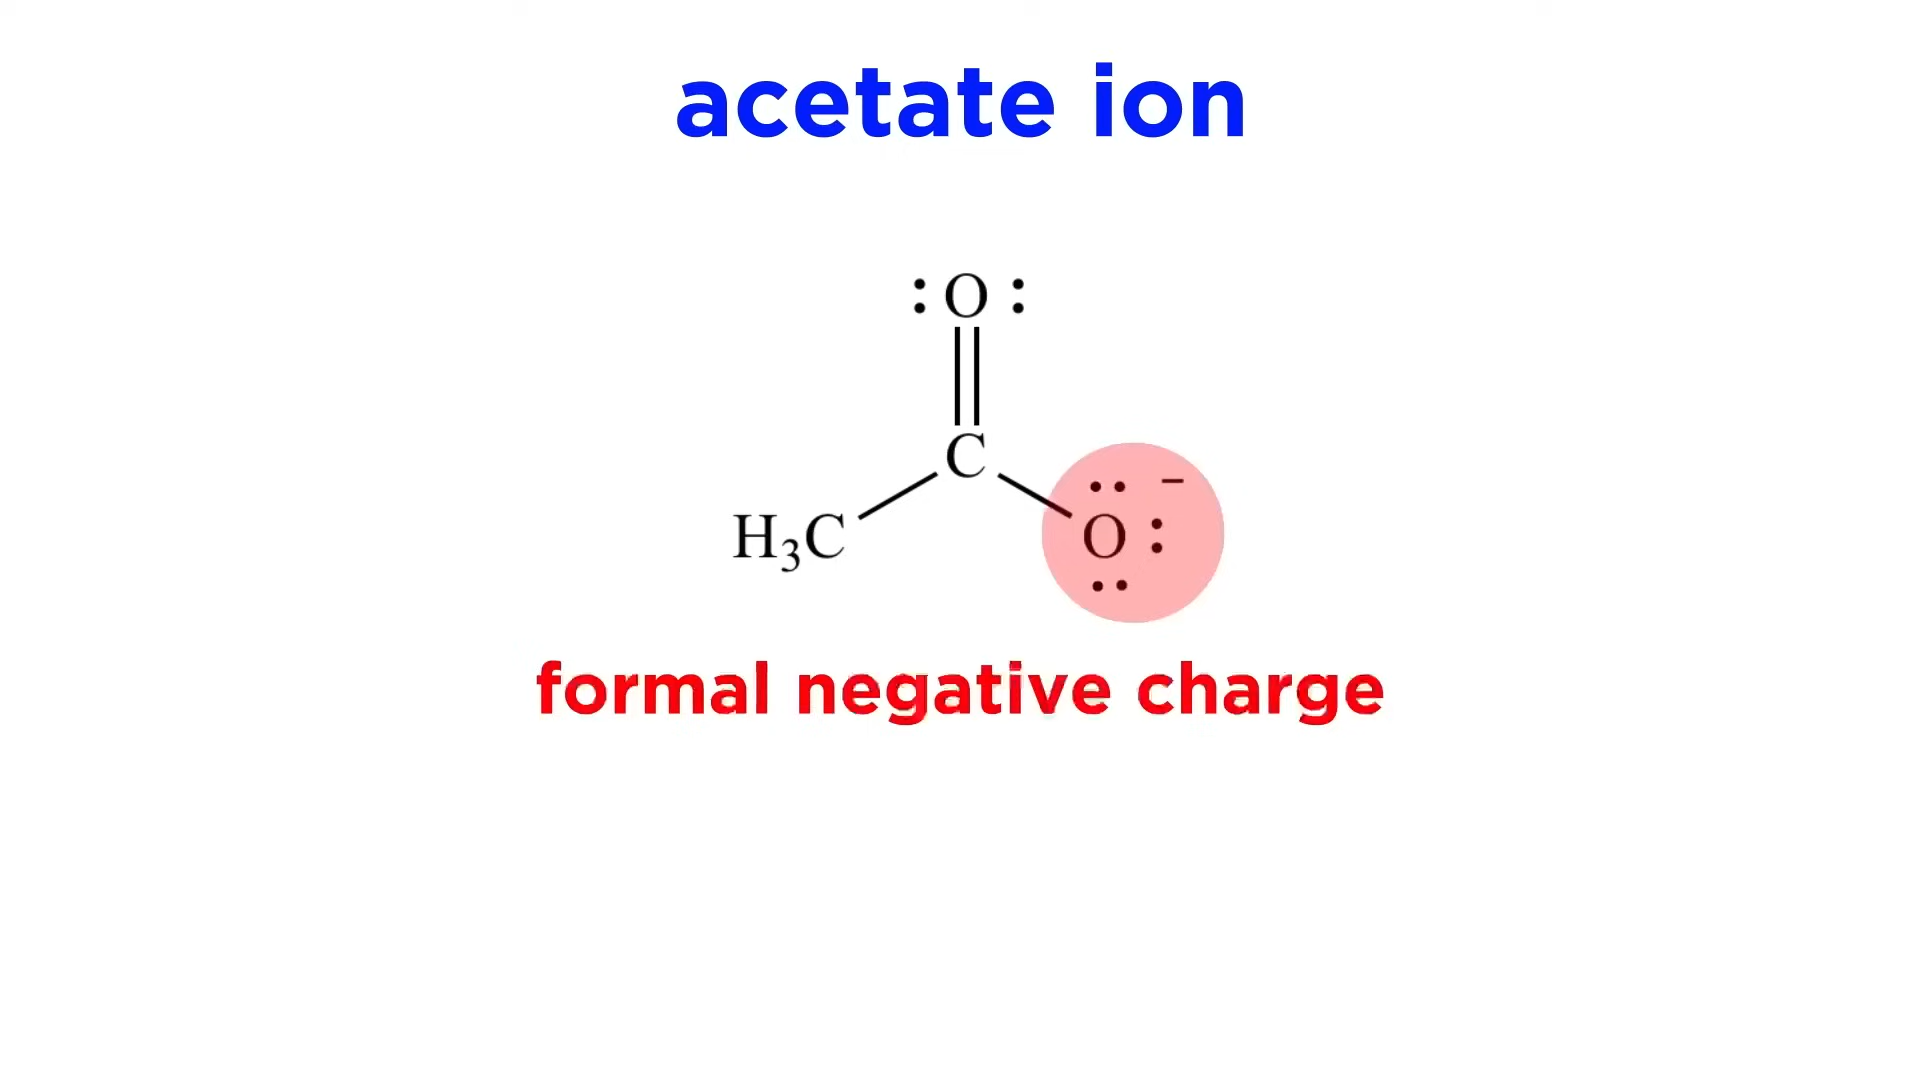 acetate ion
: O :
C
H₃C
O :
−
formal negative charge